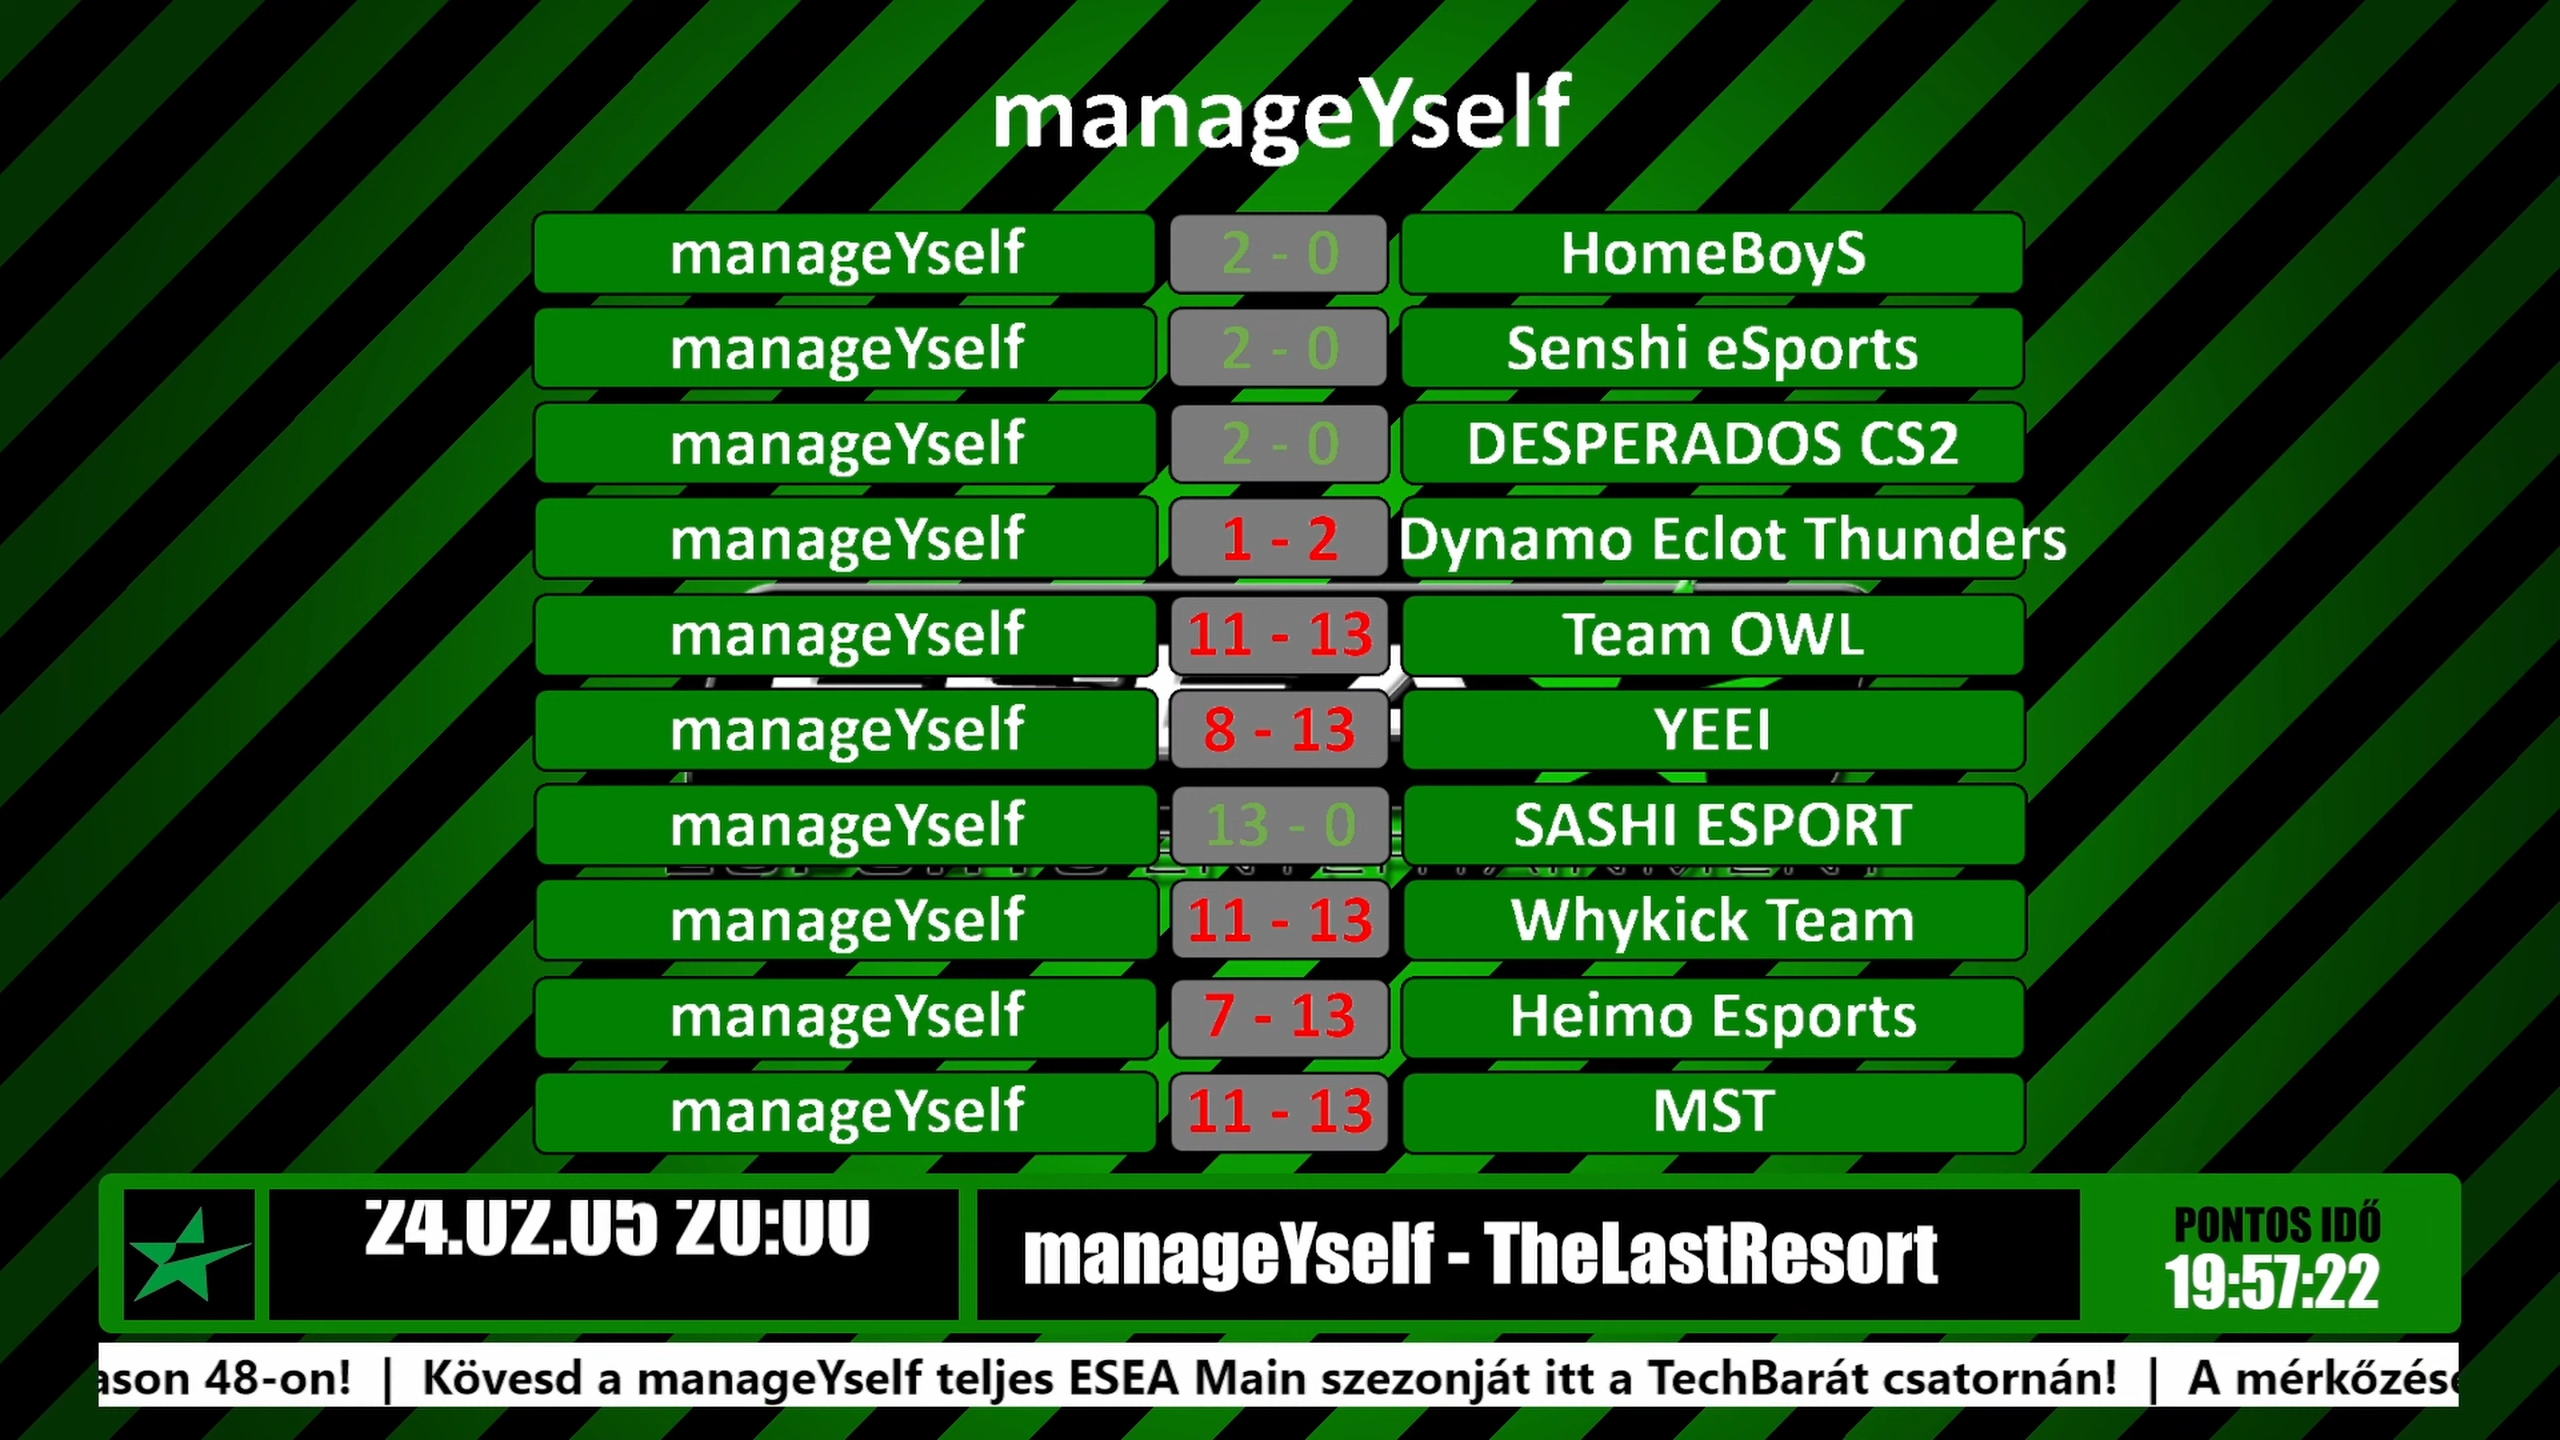 manageYself
manageYself 2 - 0 HomeBoyS
manageYself 2 - 0 Senshi eSports
manageYself 2 - 0 DESPERADOS CS2
manageYself 1 - 2 Dynamo Eclot Thunders
manageYself 11 - 13 Team OWL
manageYself 8 - 13 YEEI
manageYself 13 - 0 SASHI ESPORT
manageYself 11 - 13 Whykick Team
manageYself 7 - 13 Heimo Esports
manageYself 11 - 13 MST
24.02.05 20:00
manageYself - TheLastResort
PONTOS IDŐ
19:57:22
48-on! | Kövesd a manageYself teljes ESEA Main szezonját itt a TechBarát csatornán! | A